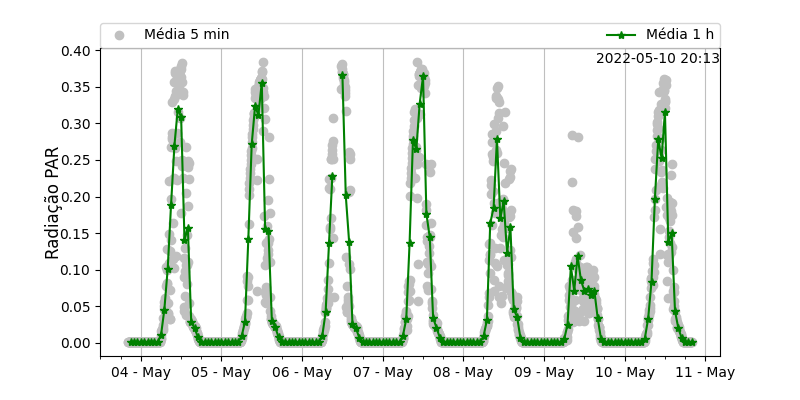 Média 5 min
Média 1 h
2022-05-10 20:13
Radiação PAR
0.40
0.35
0.30
0.25
0.20
0.15
0.10
0.05
0.00
04 - May
05 - May
06 - May
07 - May
08 - May
09 - May
10 - May
11 - May